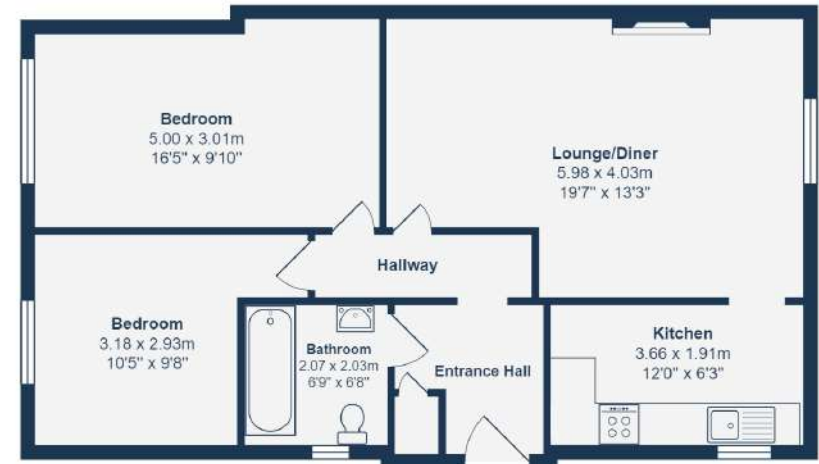 Bedroom
5.00 x 3.01m
16'5" x 9'10"
Lounge/Diner
5.98 x 4.03m
19'7" x 13'3"
Hallway
Bedroom
3.18 x 2.93m
10'5" x 9'8"
Bathroom
2.07 x 2.03m
6'9" x 6'8"
Entrance Hall
Kitchen
3.66 x 1.91m
12'0" x 6'3"